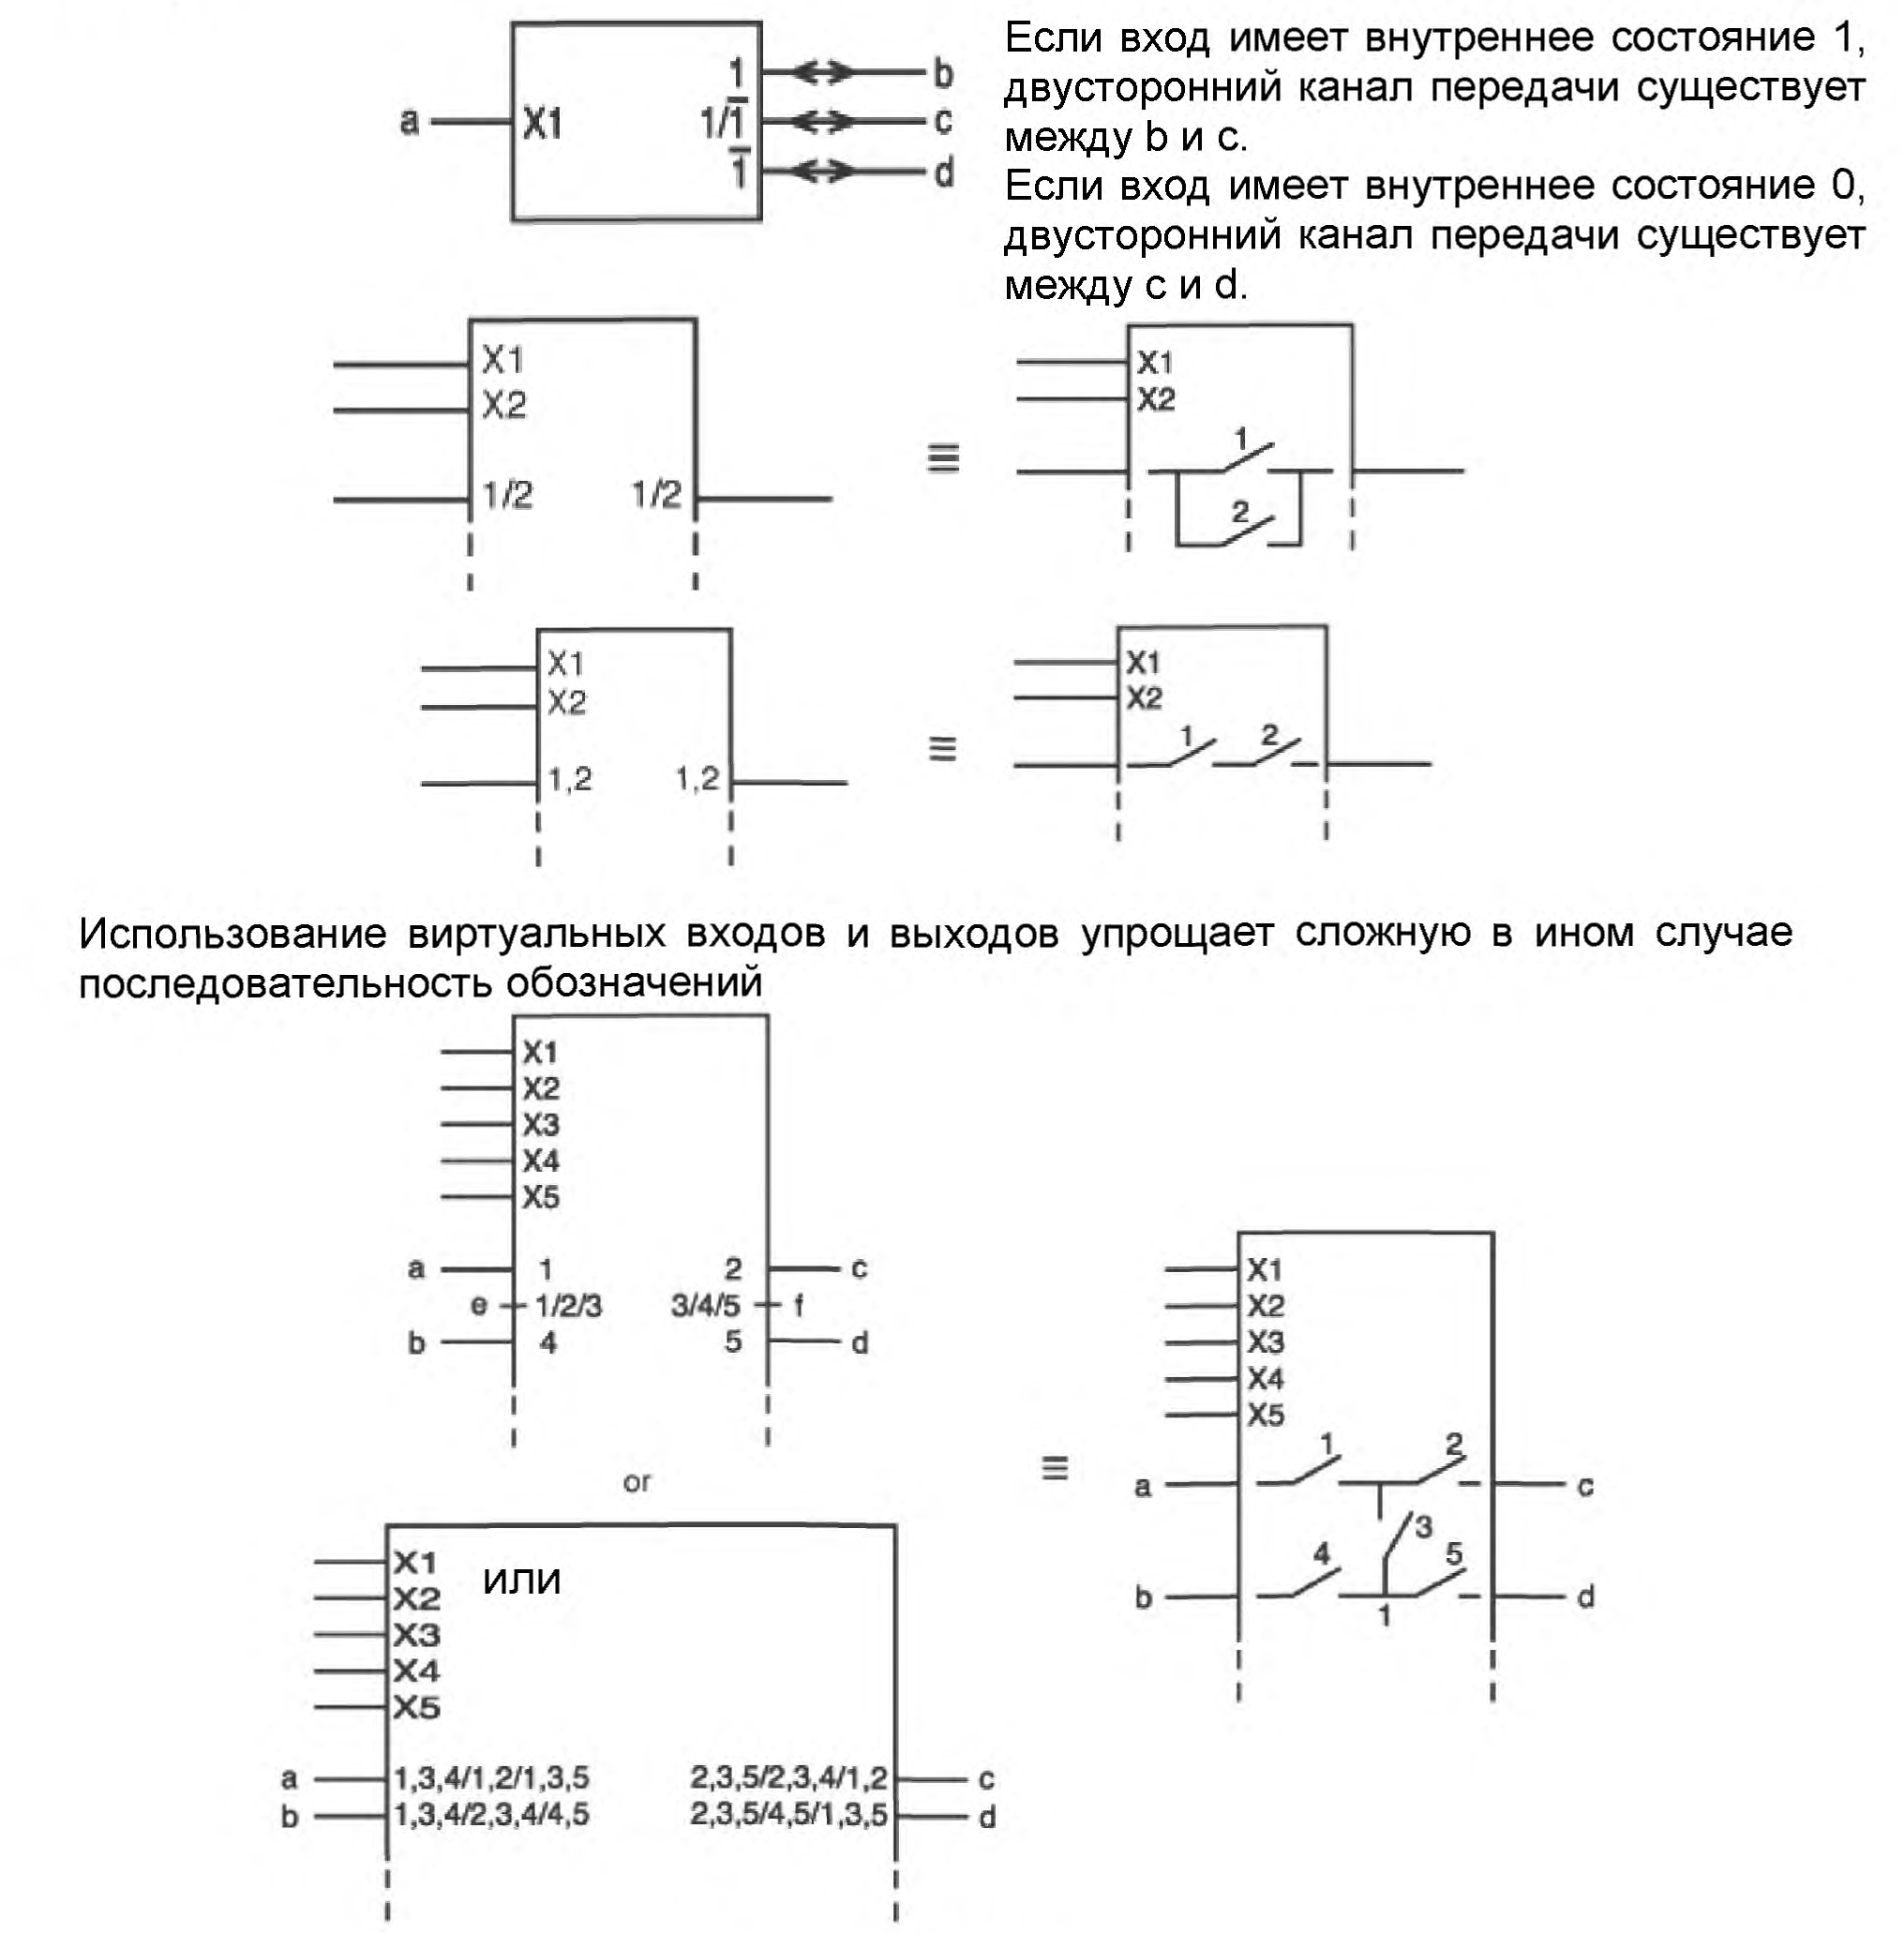 Если вход имеет внутреннее состояние 1,
двусторонний канал передачи существует
между b и c.
Если вход имеет внутреннее состояние 0,
двусторонний канал передачи существует
между c и d.
1 b
a X1 1/1̅ c
1̅ d
X1
X2
1/2 1/2
≡
X1
X2
1
2
X1
X2
1,2 1,2
≡
X1
X2
1 2
Использование виртуальных входов и выходов упрощает сложную в ином случае
последовательность обозначений
X1
X2
X3
X4
X5
a 1 2 c
e 1/2/3 3/4/5 f
b 4 5 d
or
≡
X1
X2
X3
X4
X5
1 2
a c
3
4 5
b d
1
X1
или
X2
X3
X4
X5
a 1,3,4/1,2/1,3,5 2,3,5/2,3,4/1,2 c
b 1,3,4/2,3,4/4,5 2,3,5/4,5/1,3,5 d